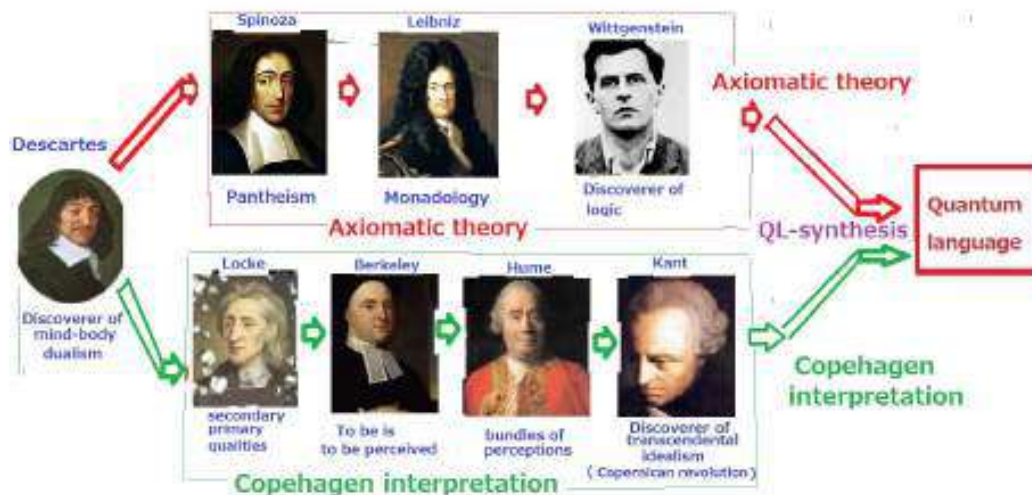 Spinoza
Leibniz
Wittgenstein
Axiomatic theory
Descartes
Pantheism
Monadology
Discoverer of
logic
Axiomatic theory
QL-synthesis
Quantum
language
Locke
Berkeley
Hume
Kant
Discoverer of
mind-body
dualism
secondary
primary
qualities
To be is
to be perceived
bundles of
perceptions
Discoverer of
transcendental
idealism
( Copernican revolution)
Copehagen
interpretation
Copehagen interpretation